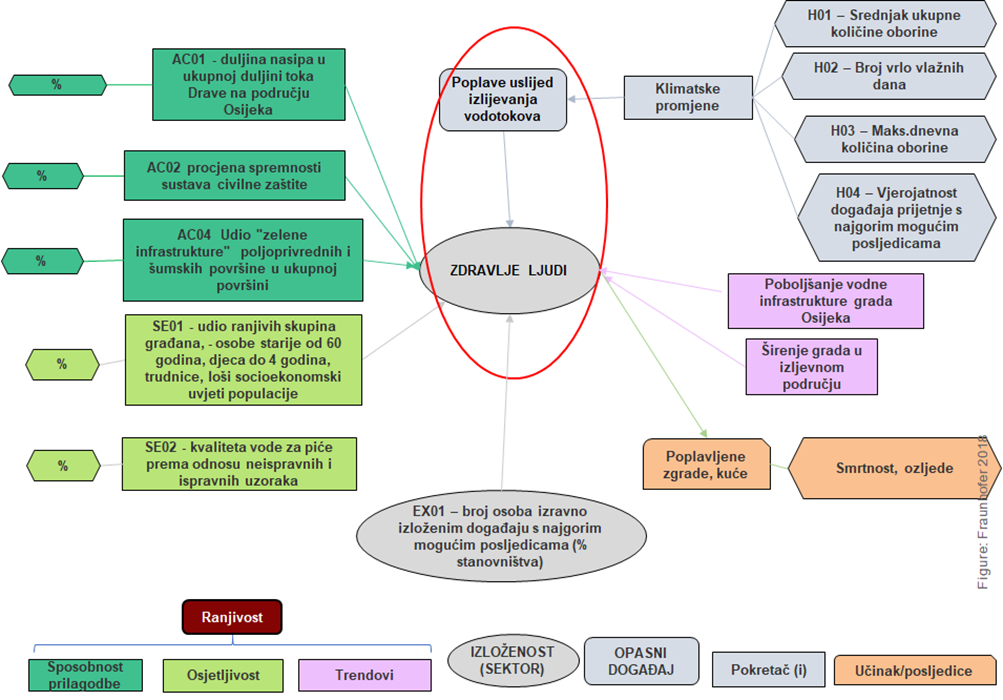 H01 – Srednjak ukupne
količine oborine
AC01 - duljina nasipa u
ukupnoj duljini toka
Drave na području
Osijeka
%
Poplave uslijed
izlijevanja
vodotokova
Klimatske
promjene
H02 – Broj vrlo vlažnih
dana
H03 – Maks.dnevna
količina oborine
%
AC02 procjena spremnosti
sustava civilne zaštite
H04 – Vjerojatnost
događaja prijetnje s
najgorim mogućim
posljedicama
%
AC04 Udio "zelene
infrastrukture" poljoprivrednih i
šumskih površine u ukupnoj
površini
ZDRAVLJE LJUDI
Poboljšanje vodne
infrastrukture grada
Osijeka
%
SE01 - udio ranjivih skupina
građana, - osobe starije od 60
godina, djeca do 4 godina,
trudnice, loši socioekonomski
uvjeti populacije
Širenje grada u
izljevnom
području
%
SE02 - kvaliteta vode za piće
prema odnosu neispravnih i
ispravnih uzoraka
Poplavljene
zgrade, kuće
Smrtnost, ozljede
Figure: Fraunhofer 2018
EX01 – broj osoba izravno
izloženim događaju s najgorim
mogućim posljedicama (%
stanovništva)
Ranjivost
Sposobnost
prilagodbe
Osjetljivost
Trendovi
IZLOŽENOST
(SEKTOR)
OPASNI
DOGAĐAJ
Pokretač (i)
Učinak/posljedice